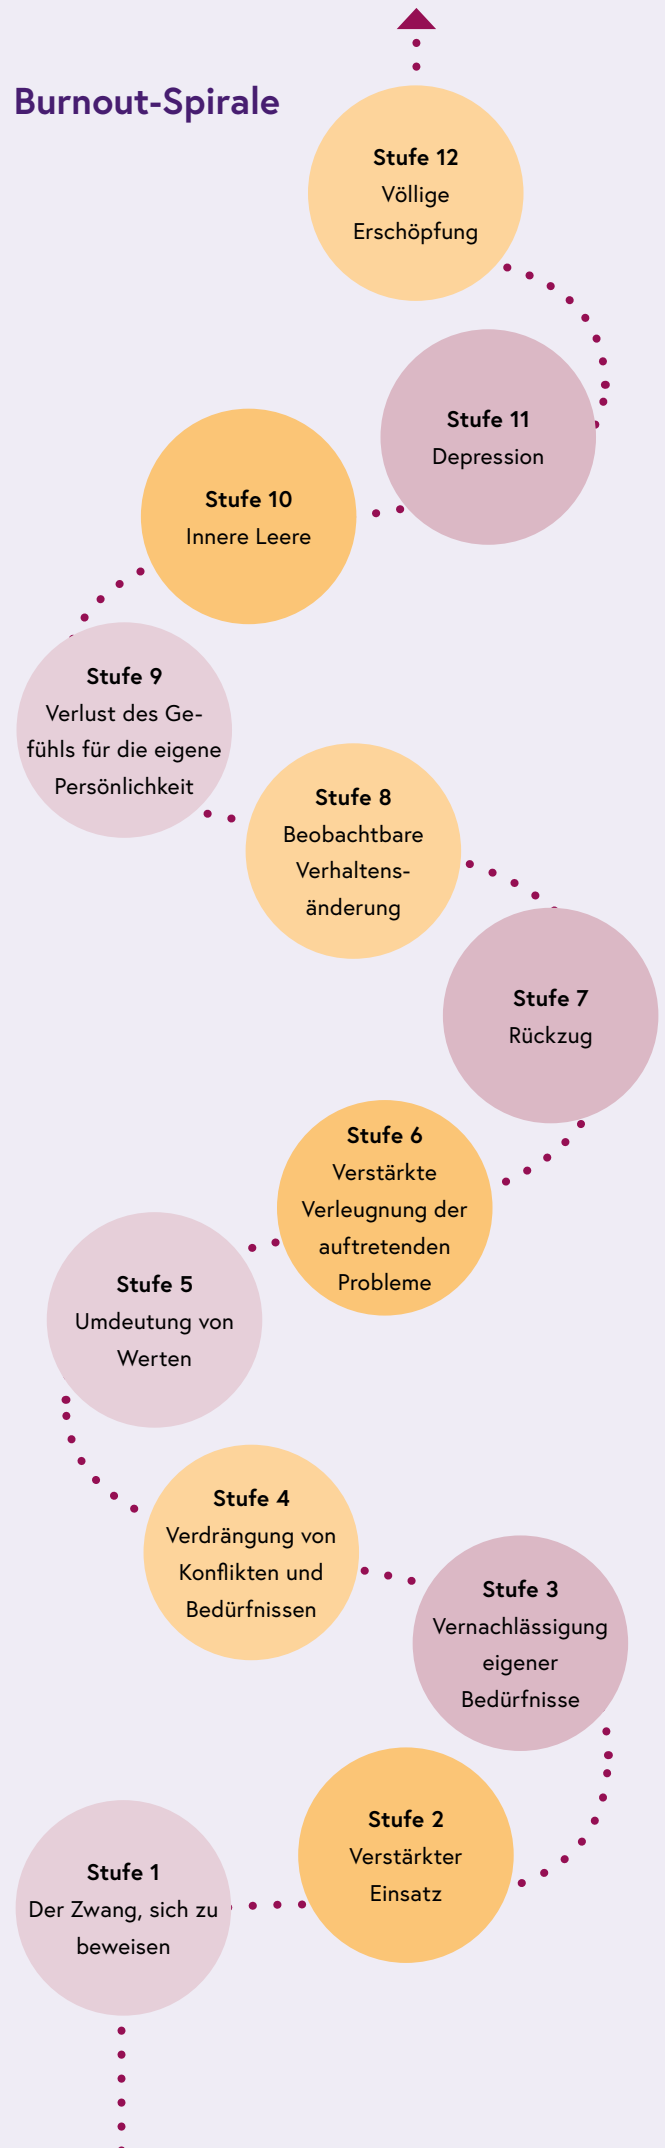 Burnout-Spirale
Stufe 12
Völlige
Erschöpfung
Stufe 11
Depression
Stufe 10
Innere Leere
Stufe 9
Verlust des Ge-
fühls für die eigene
Persönlichkeit
Stufe 8
Beobachtbare
Verhaltens-
änderung
Stufe 7
Rückzug
Stufe 6
Verstärkte
Verleugnung der
auftretenden
Probleme
Stufe 5
Umdeutung von
Werten
Stufe 4
Verdrängung von
Konflikten und
Bedürfnissen
Stufe 3
Vernachlässigung
eigener
Bedürfnisse
Stufe 2
Verstärkter
Einsatz
Stufe 1
Der Zwang, sich zu
beweisen